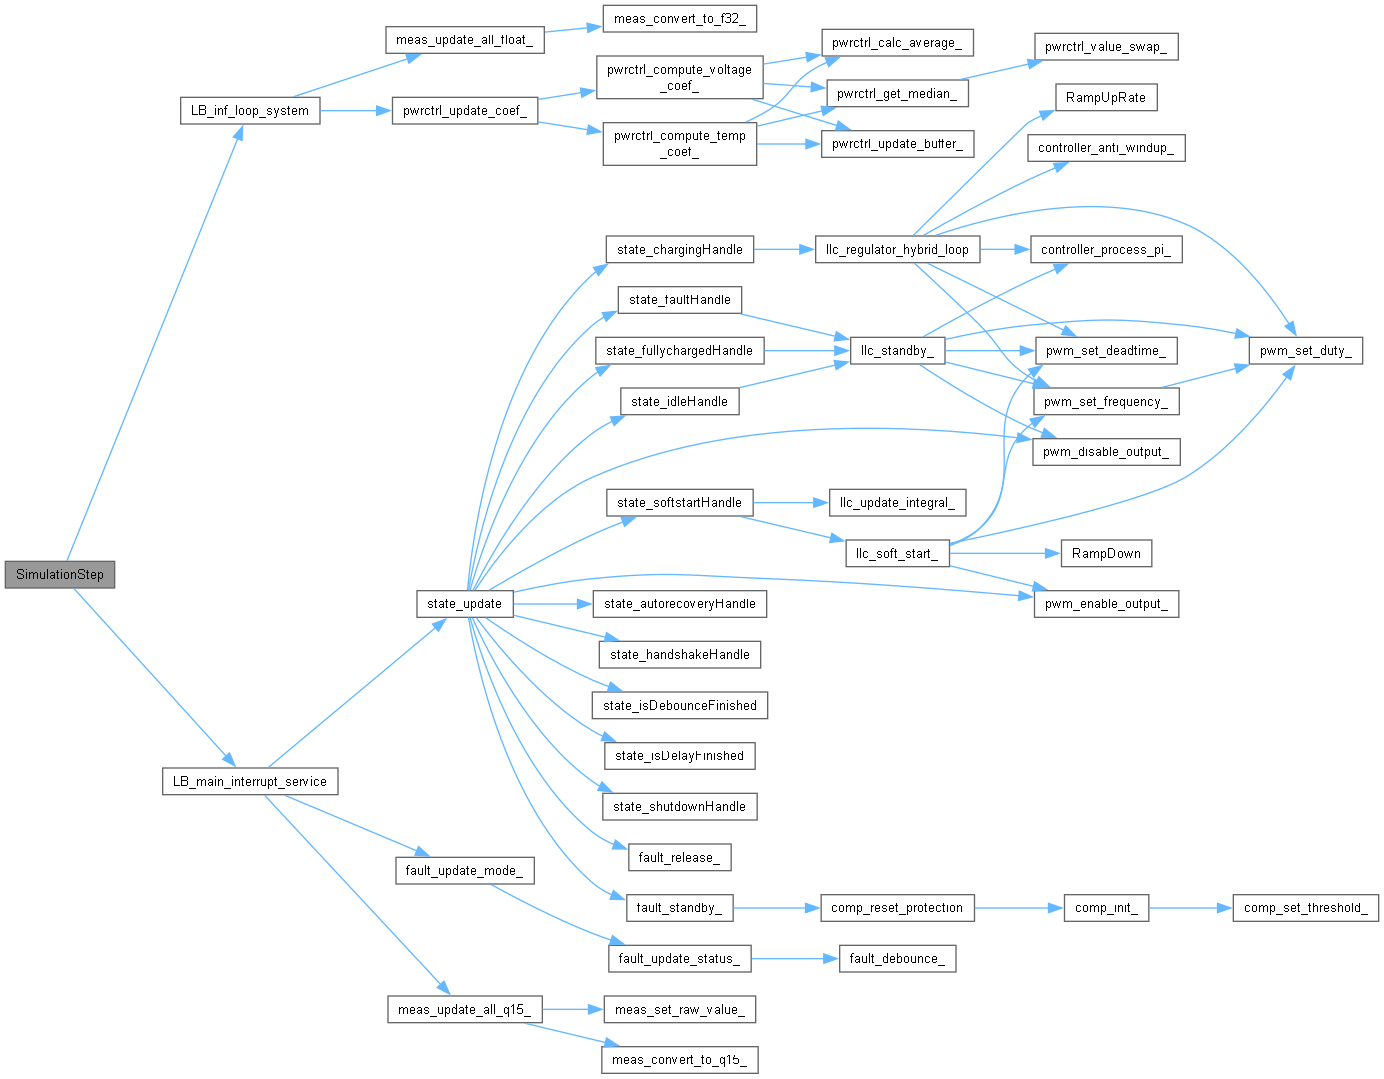 SimulationStep
LB_inf_loop_system
meas_update_all_float_
meas_convert_to_f32_
pwrctrl_update_coef_
pwrctrl_compute_voltage
_coef_
pwrctrl_compute_temp
_coef_
pwrctrl_calc_average_
pwrctrl_get_median_
pwrctrl_update_buffer_
pwrctrl_value_swap_
RampUpRate
controller_anti_windup_
state_chargingHandle
llc_regulator_hybrid_loop
controller_process_pi_
state_faultHandle
state_fullychargedHandle
llc_standby_
pwm_set_deadtime_
pwm_set_duty_
state_idleHandle
pwm_set_frequency_
pwm_disable_output_
state_softstartHandle
llc_update_integral_
llc_soft_start_
RampDown
state_update
state_autorecoveryHandle
pwm_enable_output_
state_handshakeHandle
state_isDebounceFinished
state_isDelayFinished
LB_main_interrupt_service
state_shutdownHandle
fault_release_
fault_update_mode_
fault_standby_
comp_reset_protection
comp_init_
comp_set_threshold_
fault_update_status_
fault_debounce_
meas_update_all_q15_
meas_set_raw_value_
meas_convert_to_q15_